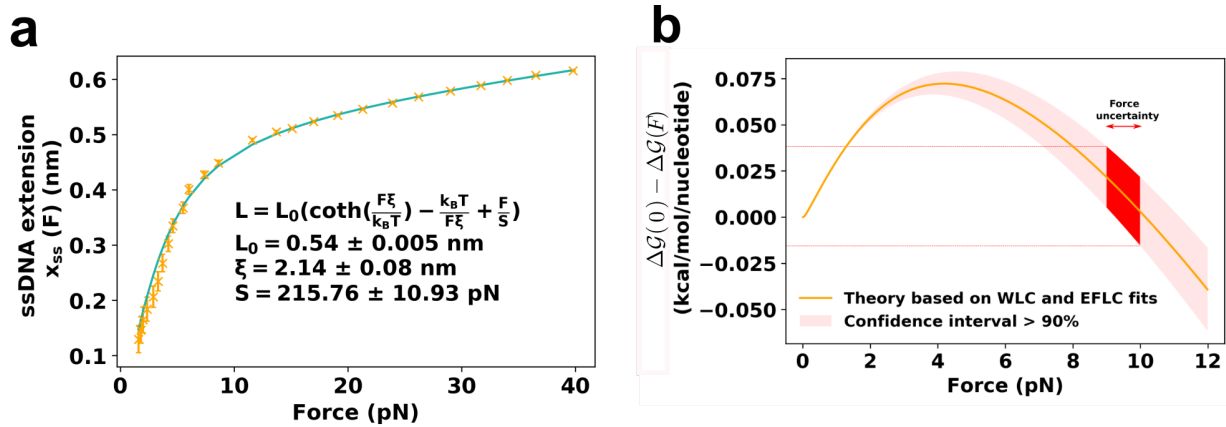 a
ssDNA extension
x_ss (F) (nm)
0.6
0.5
0.4
0.3
0.2
0.1
L = L₀(coth(Fξ/k_BT) − k_BT/Fξ + F/S)
L₀ = 0.54 ± 0.005 nm
ξ = 2.14 ± 0.08 nm
S = 215.76 ± 10.93 pN
0 10 20 30 40
Force (pN)
b
Δ𝒢(0) − Δ𝒢(F)
(kcal/mol/nucleotide)
0.075
0.050
0.025
0.000
−0.025
−0.050
Force
uncertainty
Theory based on WLC and EFLC fits
Confidence interval > 90%
0 2 4 6 8 10 12
Force (pN)